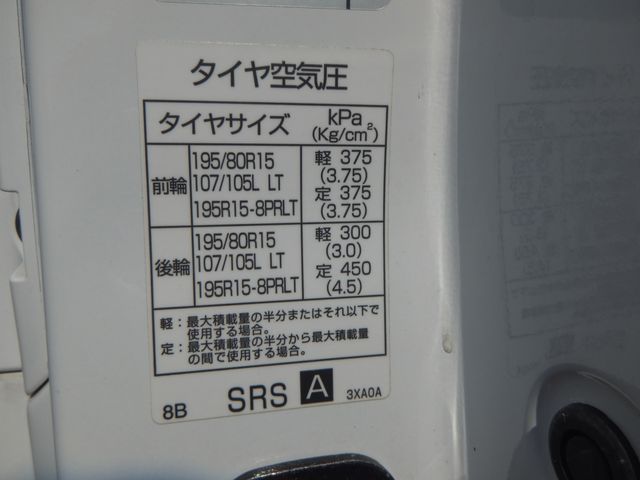 タイヤ空気圧
タイヤサイズ kPa (Kg/cm²)
前輪
195/80R15
107/105L LT
195R15-8PRLT
軽 375
(3.75)
定 375
(3.75)
後輪
195/80R15
107/105L LT
195R15-8PRLT
軽 300
(3.0)
定 450
(4.5)
軽：最大積載量の半分またはそれ以下で
使用する場合。
定：最大積載量の半分から最大積載量
の間で使用する場合。
8B SRS A 3XA0A